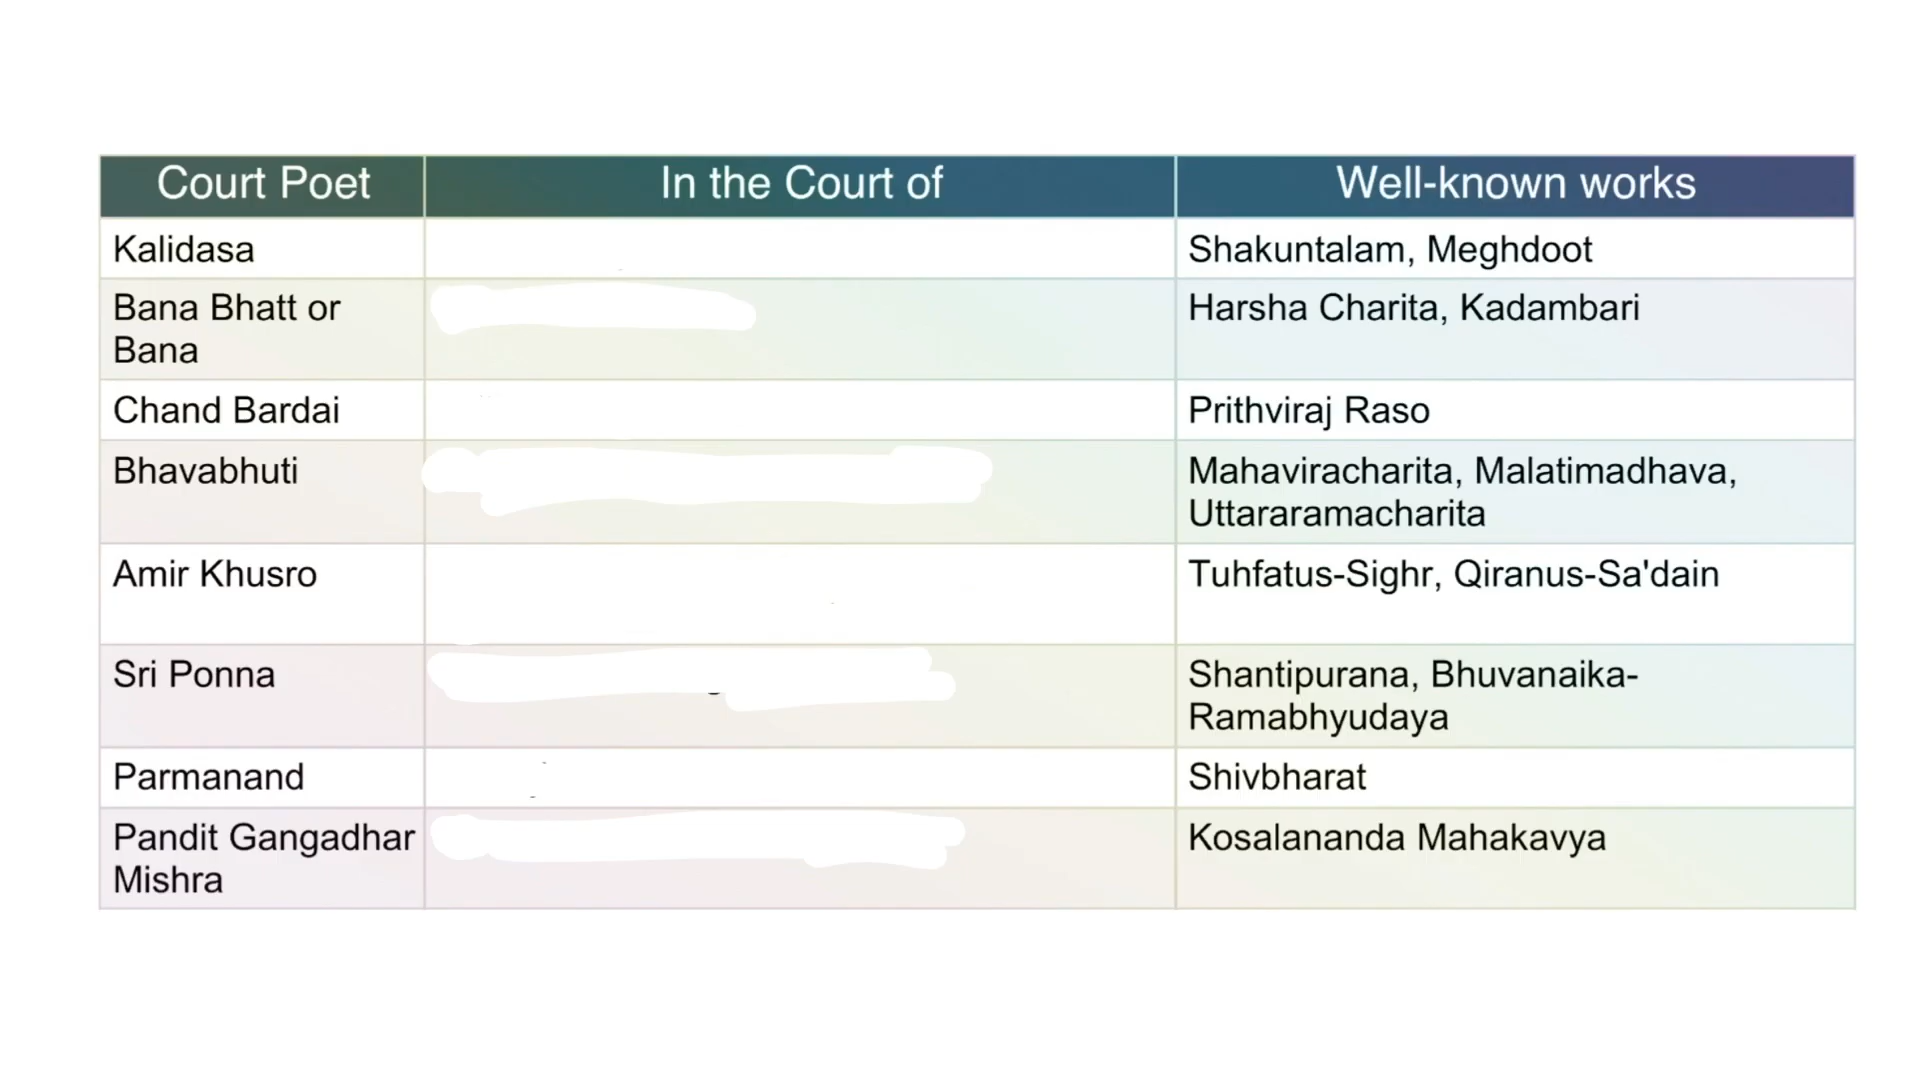 Court Poet In the Court of Well-known works
Kalidasa Shakuntalam, Meghdoot
Bana Bhatt or Harsha Charita, Kadambari
Bana
Chand Bardai Prithviraj Raso
Bhavabhuti Mahaviracharita, Malatimadhava,
Uttararamacharita
Amir Khusro Tuhfatus-Sighr, Qiranus-Sa'dain
Sri Ponna Shantipurana, Bhuvanaika-
Ramabhyudaya
Parmanand Shivbharat
Pandit Gangadhar Kosalananda Mahakavya
Mishra